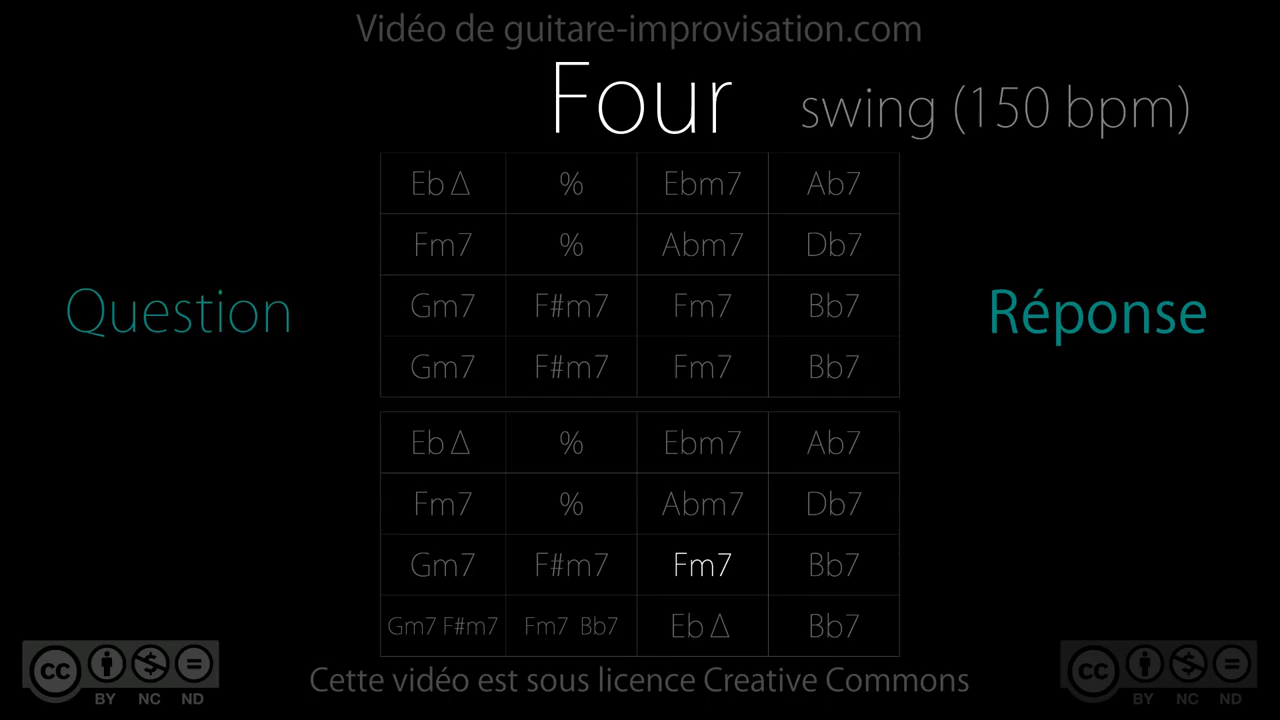 Vidéo de guitare-improvisation.com
Four swing (150 bpm)
Eb Δ % Ebm7 Ab7
Fm7 % Abm7 Db7
Question
Gm7 F#m7 Fm7 Bb7
Réponse
Gm7 F#m7 Fm7 Bb7
Eb Δ % Ebm7 Ab7
Fm7 % Abm7 Db7
Gm7 F#m7 Fm7 Bb7
Gm7 F#m7 Fm7 Bb7 Eb Δ Bb7
cc BY NC ND
Cette vidéo est sous licence Creative Commons
cc BY NC ND